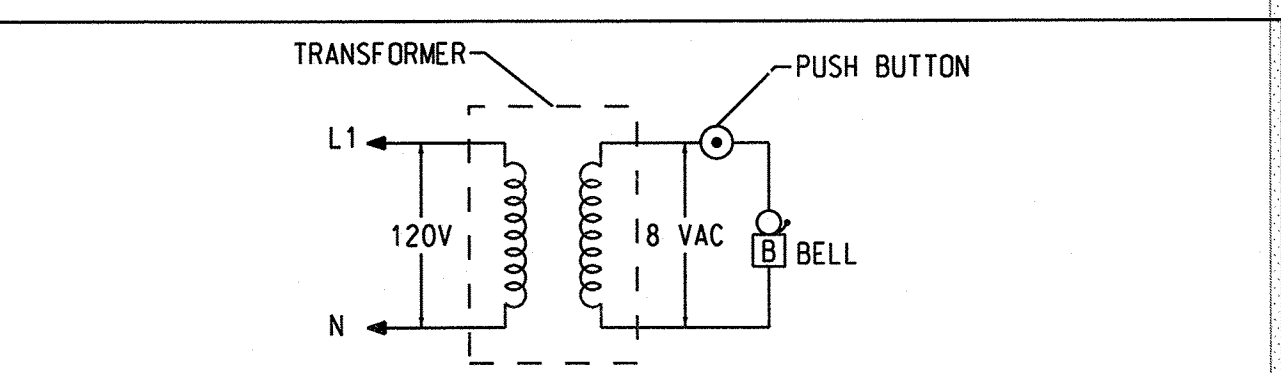 TRANSFORMER
PUSH BUTTON
L1
120V
8 VAC
B
BELL
N